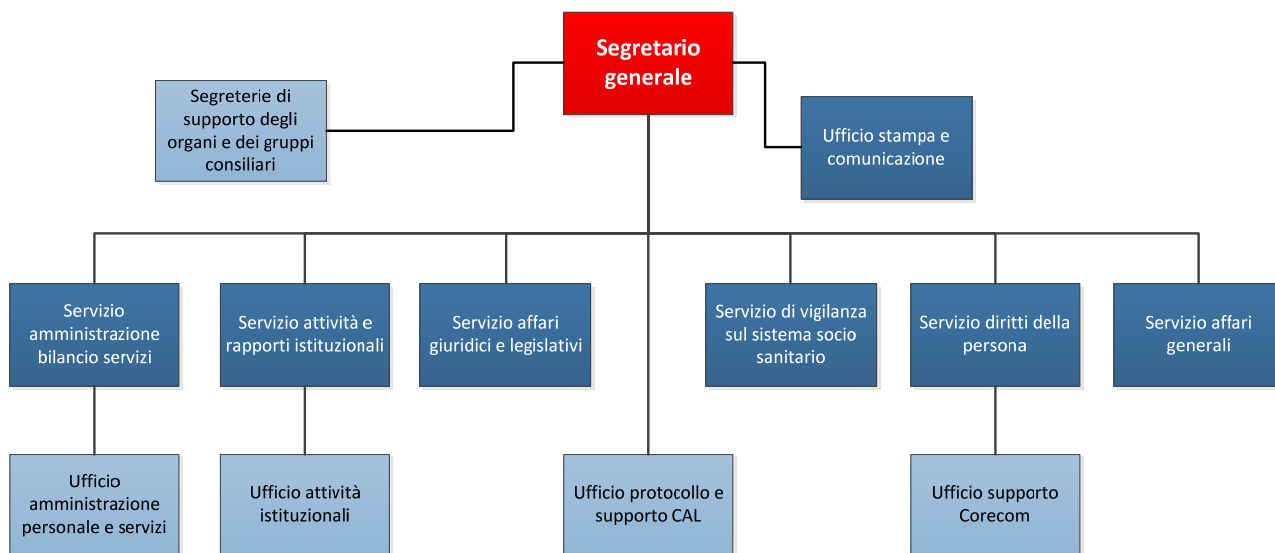 Segretario
generale
Segreterie di
supporto degli
organi e dei gruppi
consiliari
Ufficio stampa e
comunicazione
Servizio
amministrazione
bilancio servizi
Servizio attività e
rapporti istituzionali
Servizio affari
giuridici e legislativi
Servizio di vigilanza
sul sistema socio
sanitario
Servizio diritti della
persona
Servizio affari
generali
Ufficio
amministrazione
personale e servizi
Ufficio attività
istituzionali
Ufficio protocollo e
supporto CAL
Ufficio supporto
Corecom